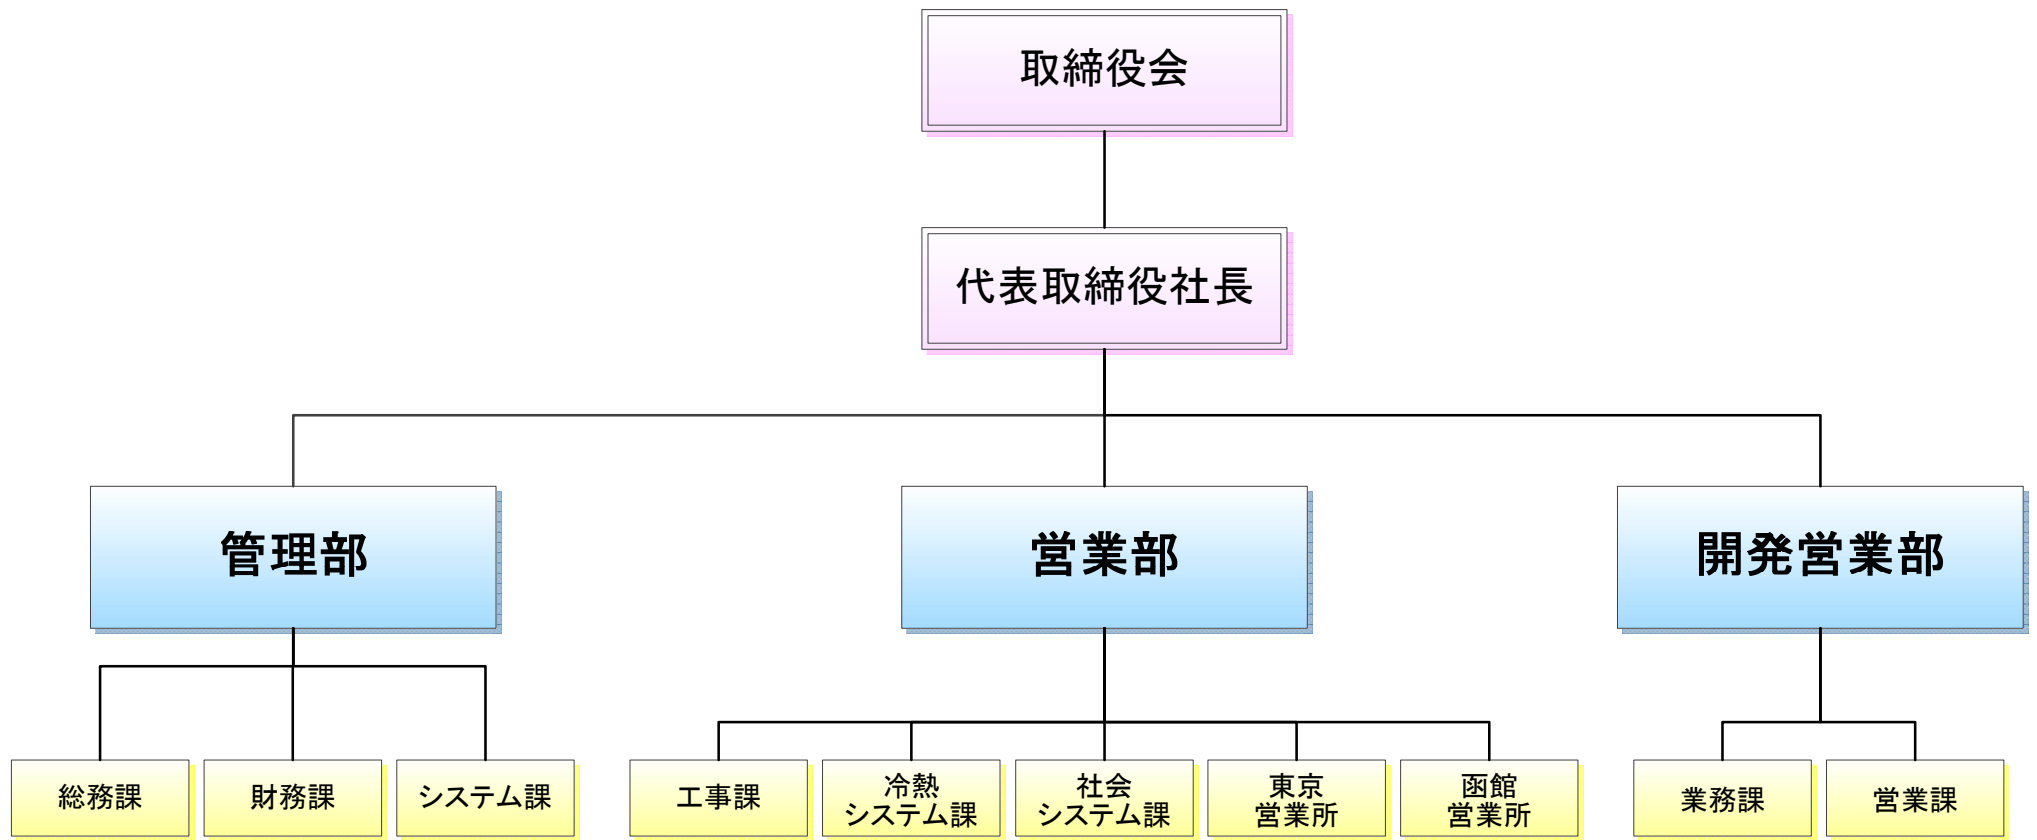 取締役会
代表取締役社長
管理部
営業部
開発営業部
総務課
財務課
システム課
工事課
冷熱
システム課
社会
システム課
東京
営業所
函館
営業所
業務課
営業課